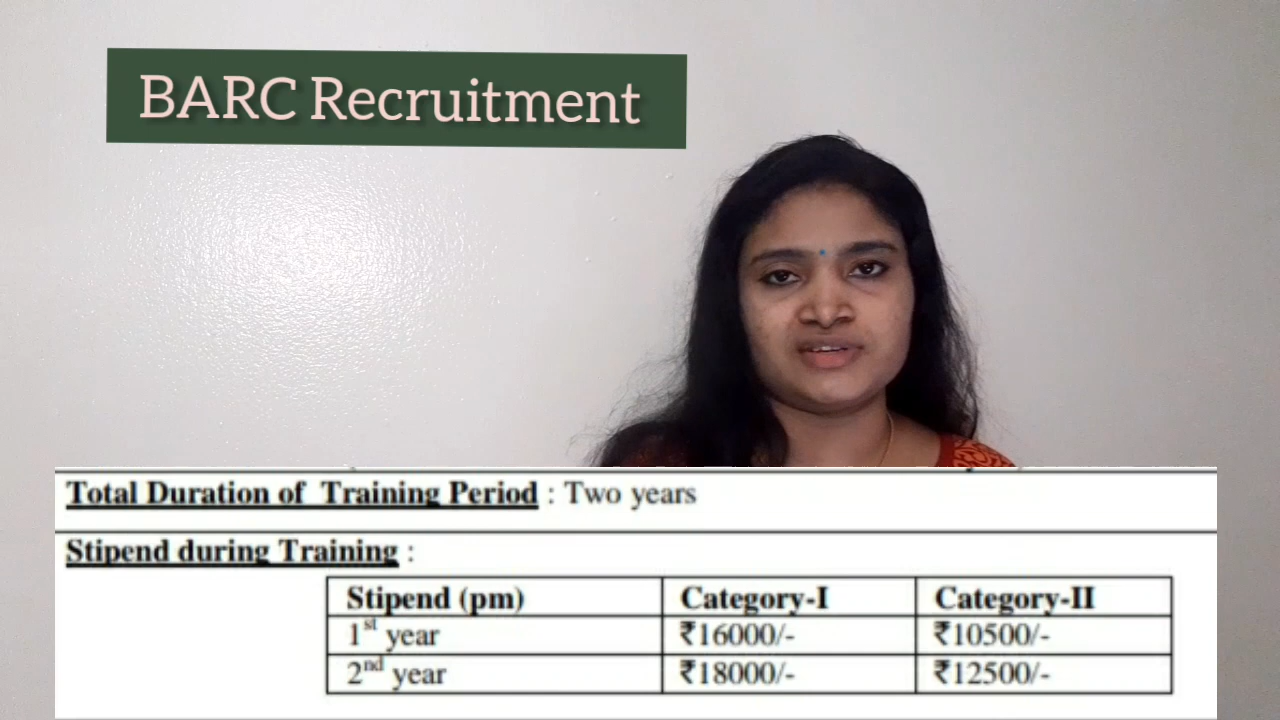 BARC Recruitment
Total Duration of Training Period : Two years
Stipend during Training :
Stipend (pm) Category-I Category-II
1st year ₹16000/- ₹10500/-
2nd year ₹18000/- ₹12500/-